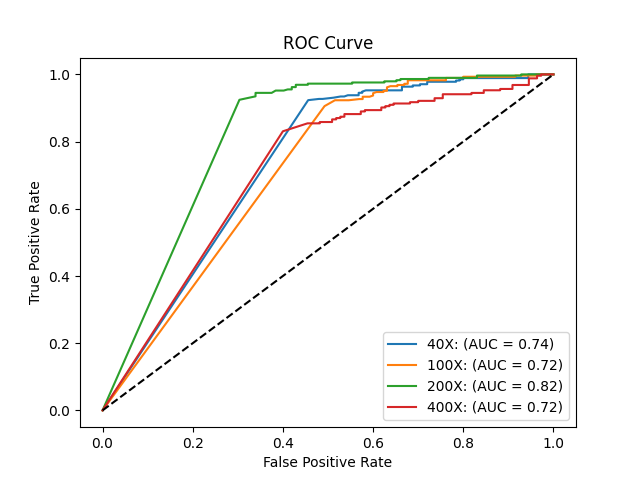 ROC Curve
True Positive Rate
1.0
0.8
0.6
0.4
0.2
0.0
40X: (AUC = 0.74)
100X: (AUC = 0.72)
200X: (AUC = 0.82)
400X: (AUC = 0.72)
0.0 0.2 0.4 0.6 0.8 1.0
False Positive Rate